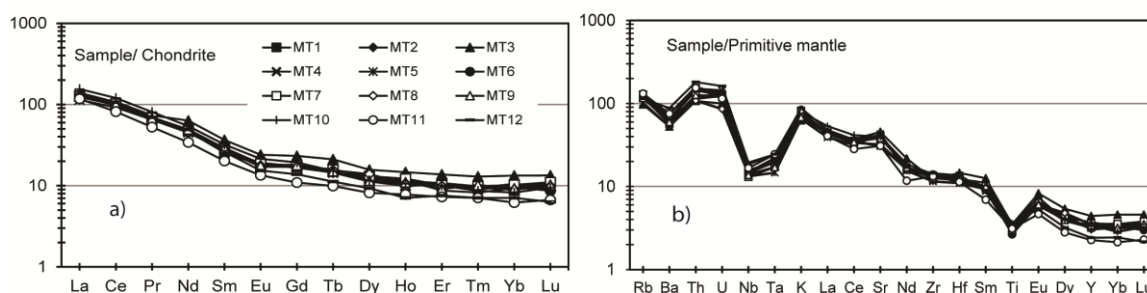 1000
100
10
1
Sample/ Chondrite
MT1 MT2 MT3
MT4 MT5 MT6
MT7 MT8 MT9
MT10 MT11 MT12
a)
La Ce Pr Nd Sm Eu Gd Tb Dy Ho Er Tm Yb Lu
1000
100
10
1
Sample/Primitive mantle
b)
Rb Ba Th U Nb Ta K La Ce Sr Nd Zr Hf Sm Ti Eu Dy Y Yb Lu